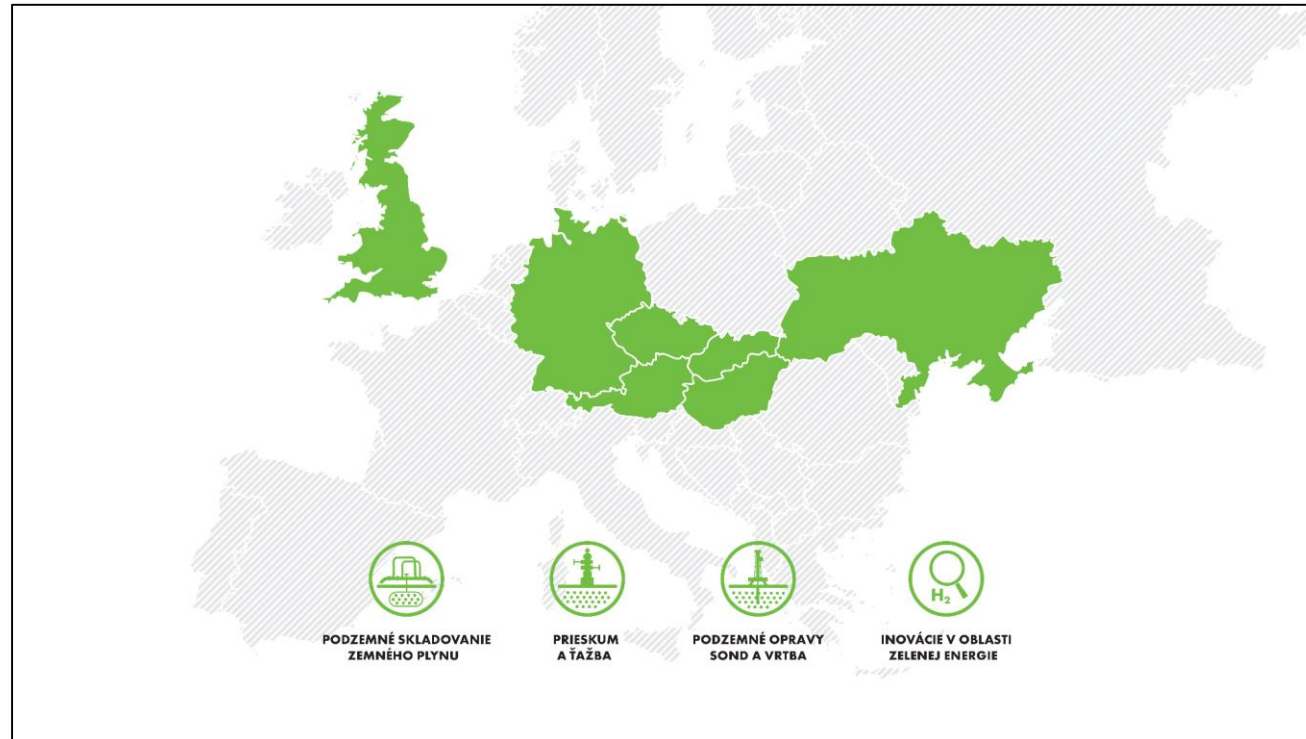 H₂
PODZEMNÉ SKLADOVANIE
ZEMNÉHO PLYNU
PRIESKUM
A ŤAŽBA
PODZEMNÉ OPRAVY
SOND A VRTBA
INOVÁCIE V OBLASTI
ZELENEJ ENERGIE